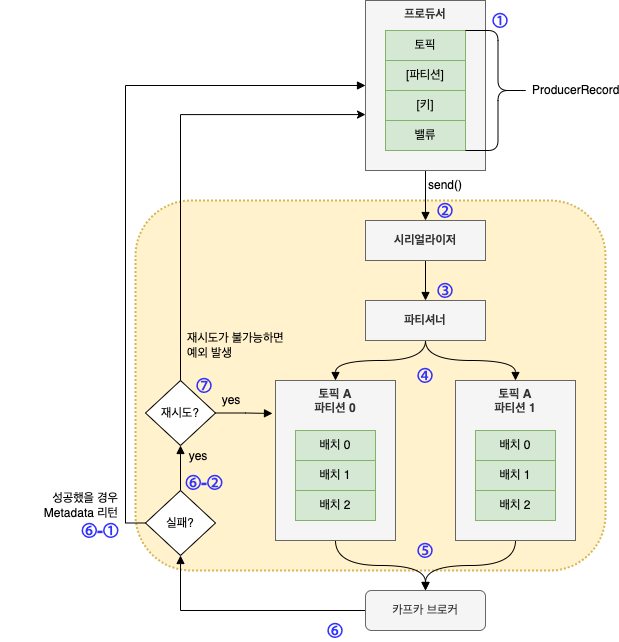 프로듀서
①
토픽
[파티션]
[키]
밸류
ProducerRecord
send()
②
시리얼라이저
③
파티셔너
재시도가 불가능하면
예외 발생
④
⑦
재시도?
yes
토픽 A
파티션 0
배치 0
배치 1
배치 2
토픽 A
파티션 1
배치 0
배치 1
배치 2
yes
⑥-②
성공했을 경우
Metadata 리턴
⑥-①
실패?
⑤
카프카 브로커
⑥